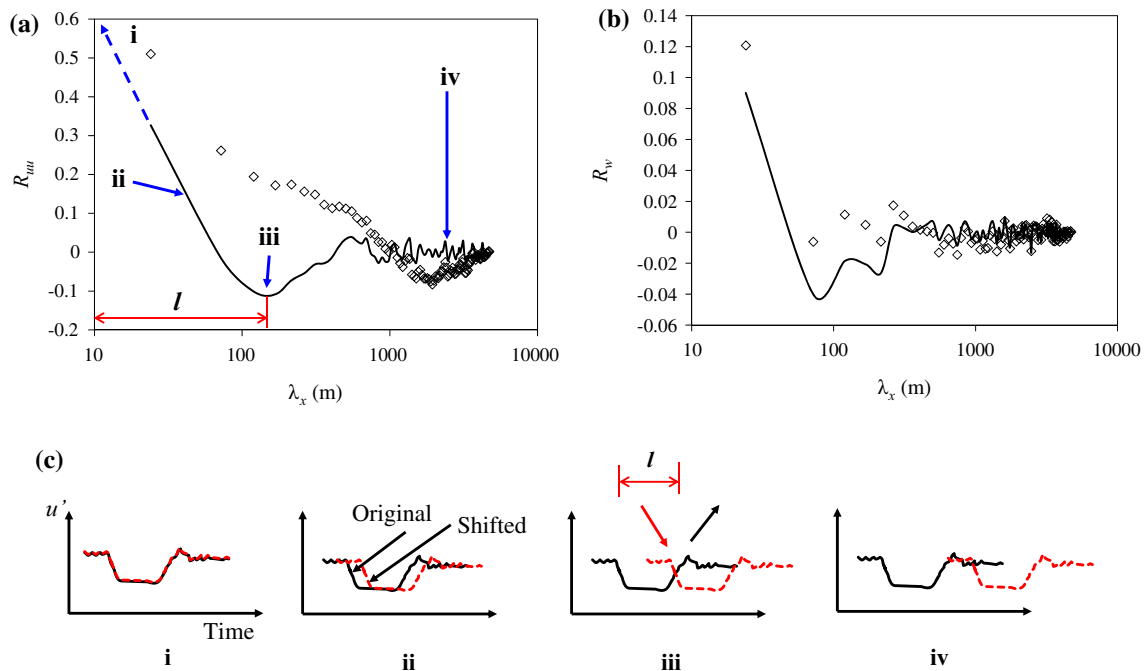 (a)
0.6
0.5
0.4
0.3
0.2
0.1
0
-0.1
-0.2
R_uu
i
ii
iii
iv
l
10 100 1000 10000
λ_x (m)
(b)
0.14
0.12
0.1
0.08
0.06
0.04
0.02
0
-0.02
-0.04
-0.06
R_w
10 100 1000 10000
λ_x (m)
(c)
u'
Time
i
Original
Shifted
ii
l
iii
iv